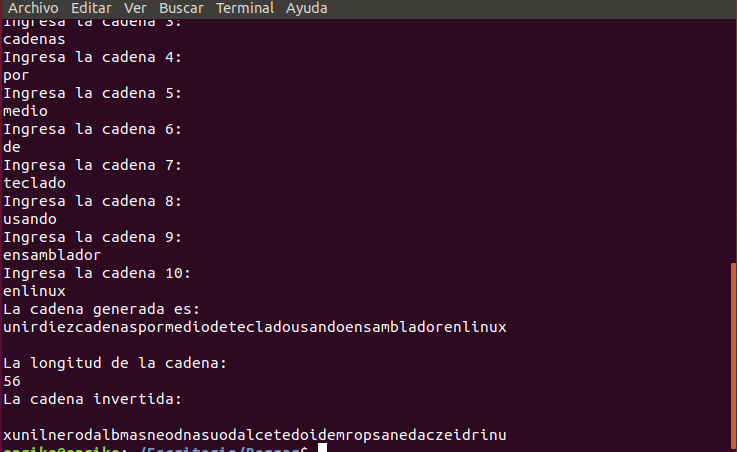 Archivo Editar Ver Buscar Terminal Ayuda
Ingresa la cadena 3:
cadenas
Ingresa la cadena 4:
por
Ingresa la cadena 5:
medio
Ingresa la cadena 6:
de
Ingresa la cadena 7:
teclado
Ingresa la cadena 8:
usando
Ingresa la cadena 9:
ensamblador
Ingresa la cadena 10:
enlinux
La cadena generada es:
unirdiezcadenaspormediodetecladousandoensambladorenlinux
La longitud de la cadena:
56
La cadena invertida:
xunilnerodalbmasneodnasuodalcetedoidemropsanedaczeidrinu